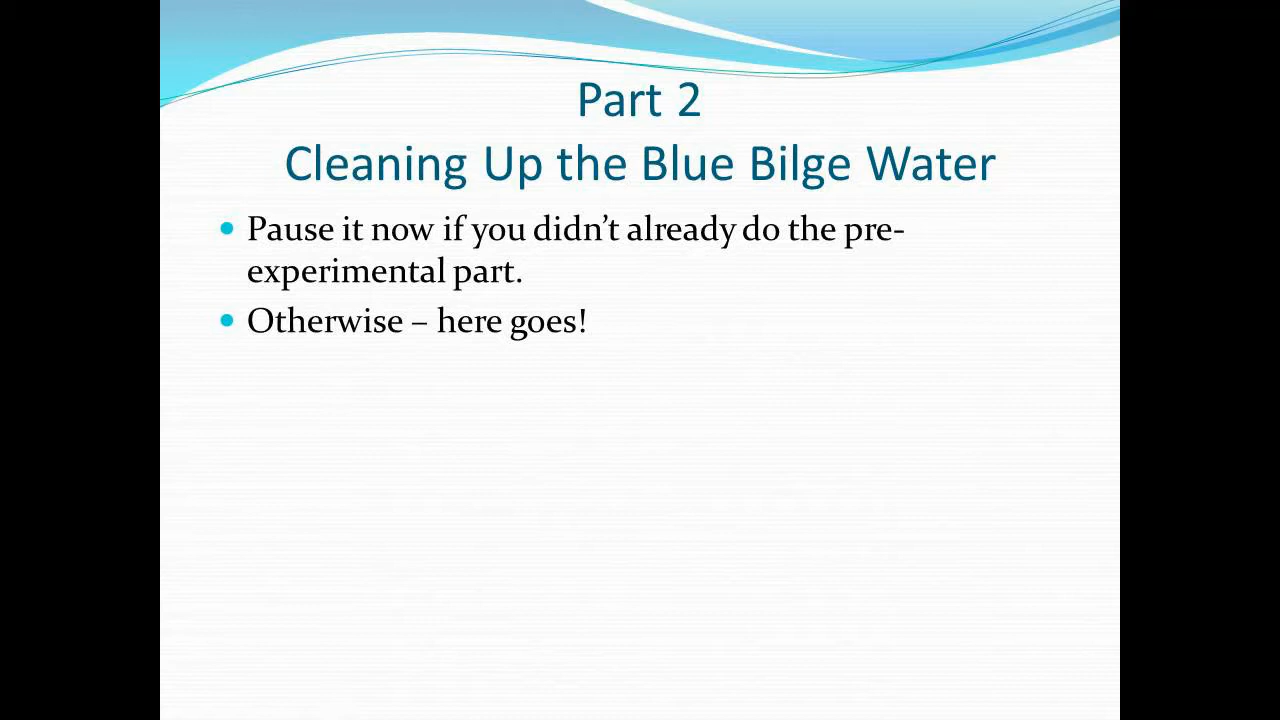 Part 2
Cleaning Up the Blue Bilge Water
• Pause it now if you didn’t already do the pre-
experimental part.
• Otherwise – here goes!